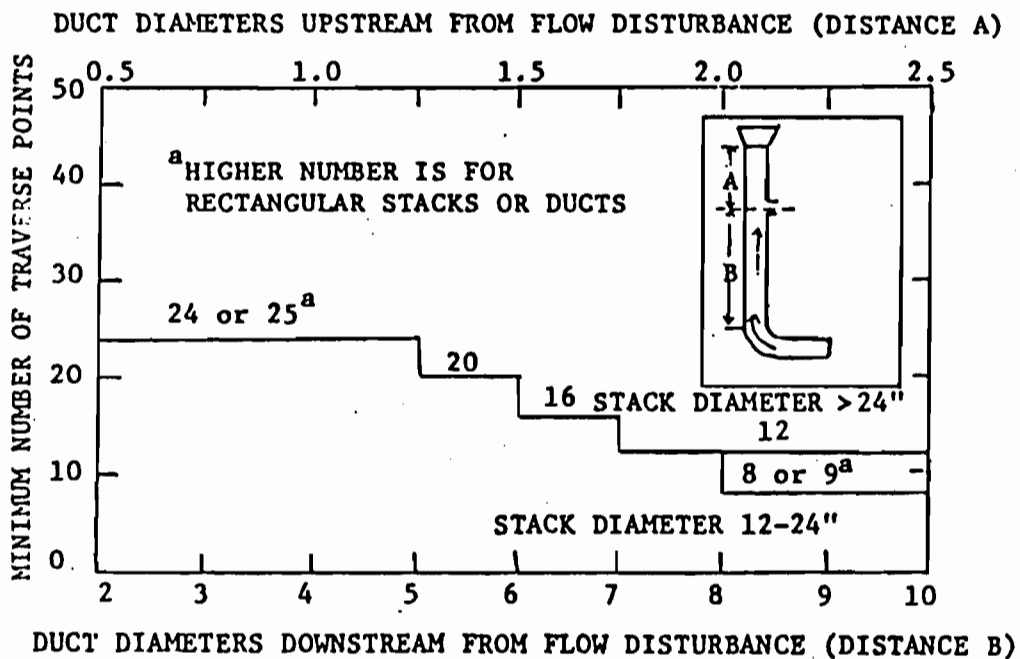 DUCT DIAMETERS UPSTREAM FROM FLOW DISTURBANCE (DISTANCE A)
0.5 1.0 1.5 2.0 2.5
MINIMUM NUMBER OF TRAVERSE POINTS
50
40
30
20
10
0
a HIGHER NUMBER IS FOR
RECTANGULAR STACKS OR DUCTS
A
B
24 or 25a
20
16
STACK DIAMETER >24"
12
8 or 9a
STACK DIAMETER 12-24"
2 3 4 5 6 7 8 9 10
DUCT DIAMETERS DOWNSTREAM FROM FLOW DISTURBANCE (DISTANCE B)